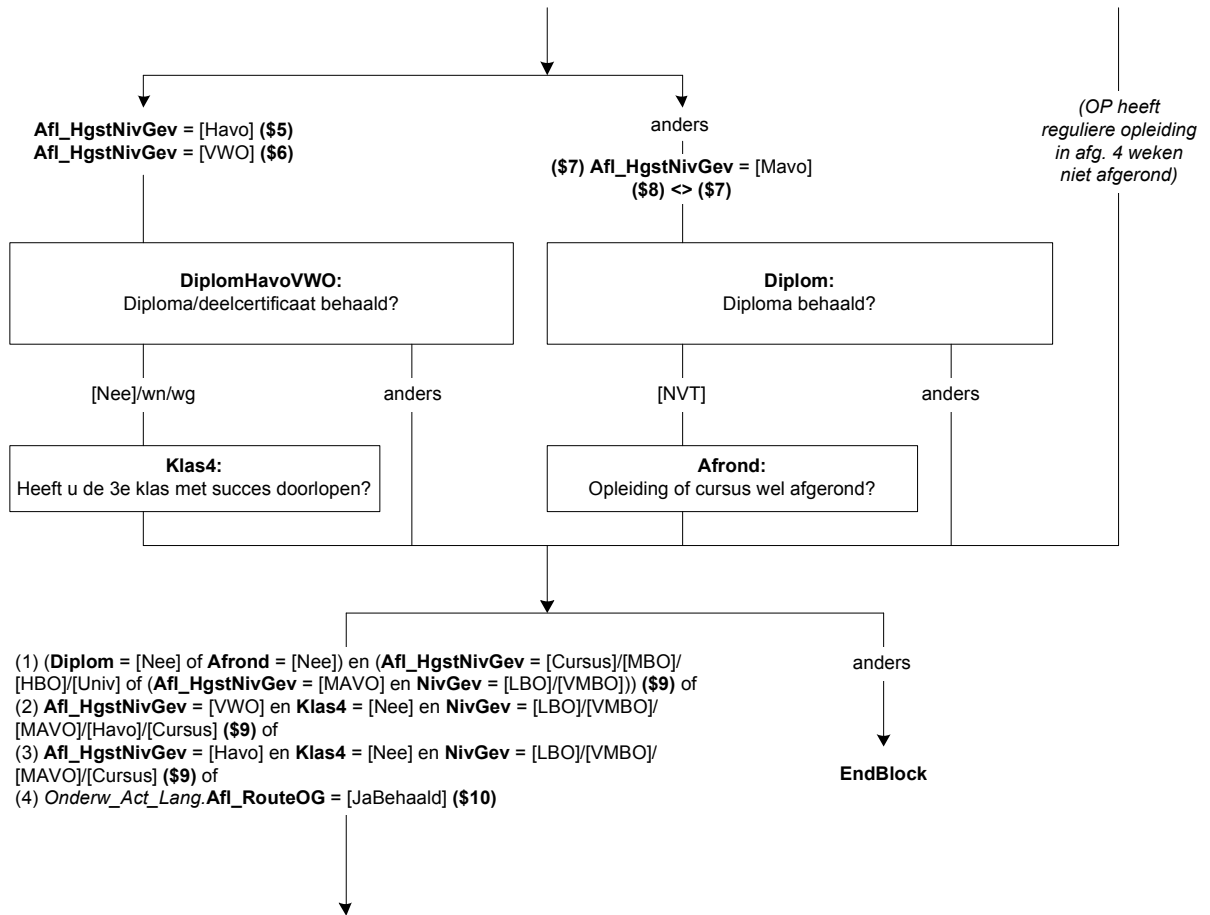 Afl_HgstNivGev = [Havo] ($5)
Afl_HgstNivGev = [VWO] ($6)
anders
($7) Afl_HgstNivGev = [Mavo]
($8) <> ($7)
(OP heeft
reguliere opleiding
in afg. 4 weken
niet afgerond)
DiplomHavoVWO:
Diploma/deelcertificaat behaald?
Diplom:
Diploma behaald?
[Nee]/wn/wg
anders
[NVT]
anders
Klas4:
Heeft u de 3e klas met succes doorlopen?
Afrond:
Opleiding of cursus wel afgerond?
(1) (Diplom = [Nee] of Afrond = [Nee]) en (Afl_HgstNivGev = [Cursus]/[MBO]/
[HBO]/[Univ] of (Afl_HgstNivGev = [MAVO] en NivGev = [LBO]/[VMBO])) ($9) of
(2) Afl_HgstNivGev = [VWO] en Klas4 = [Nee] en NivGev = [LBO]/[VMBO]/
[MAVO]/[Havo]/[Cursus] ($9) of
(3) Afl_HgstNivGev = [Havo] en Klas4 = [Nee] en NivGev = [LBO]/[VMBO]/
[MAVO]/[Cursus] ($9) of
(4) Onderw_Act_Lang.Afl_RouteOG = [JaBehaald] ($10)
anders
EndBlock